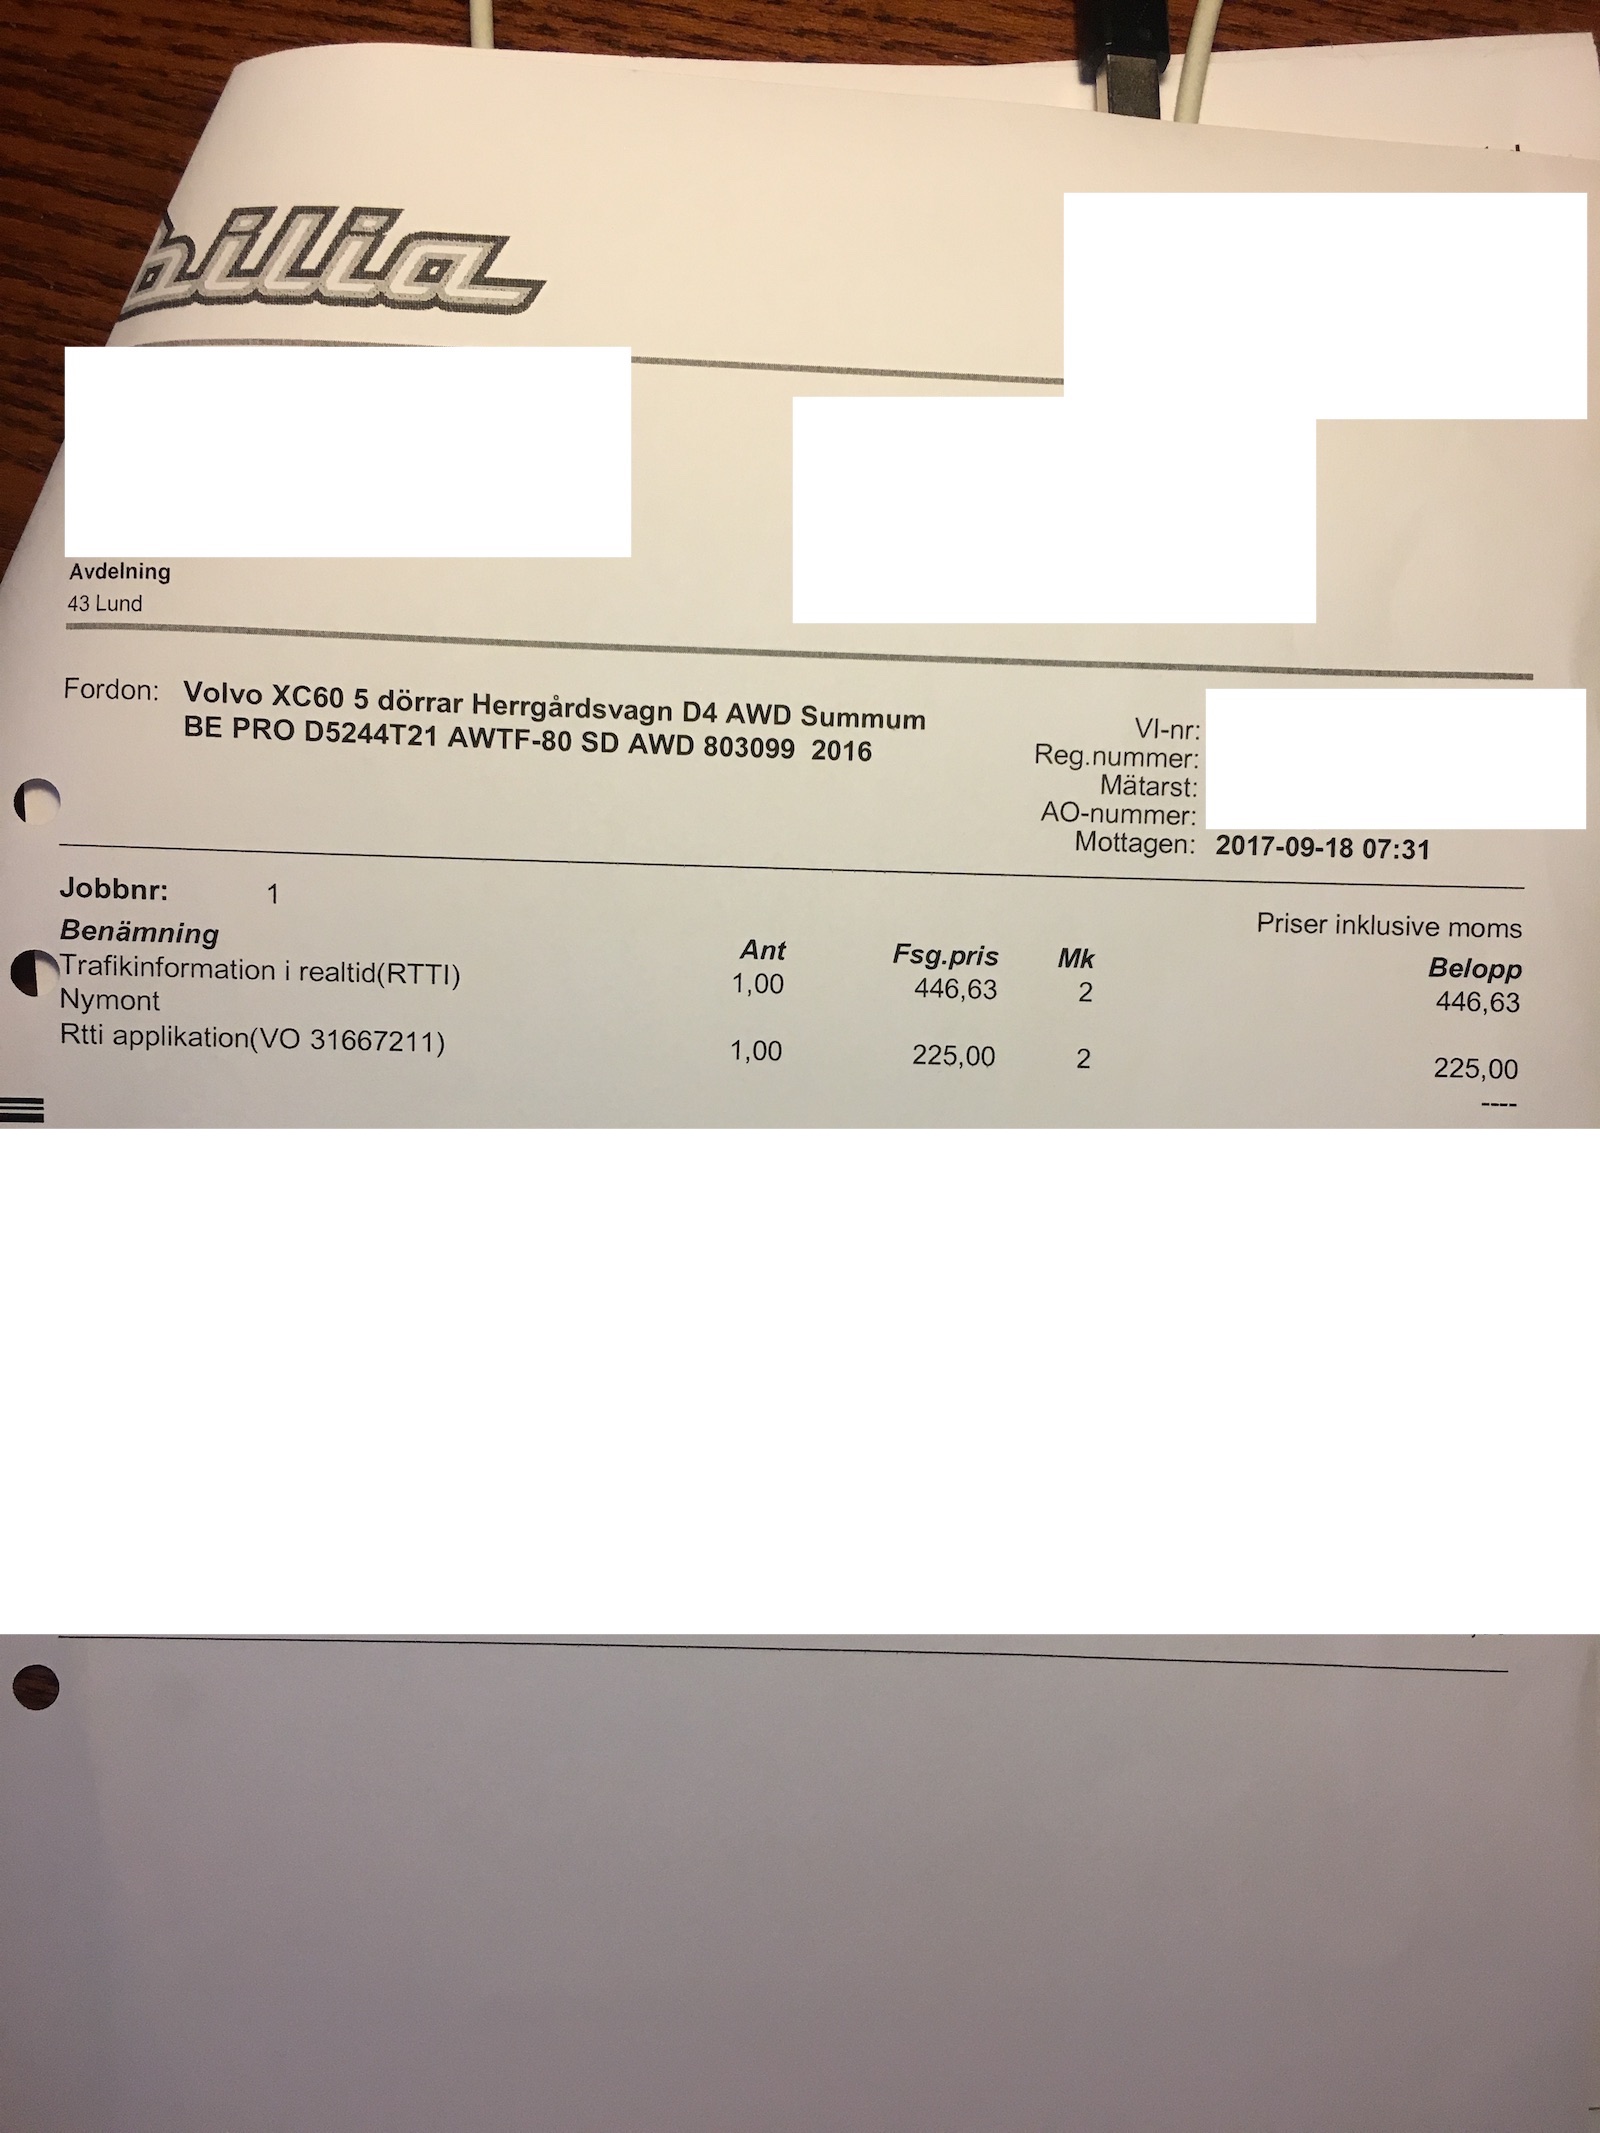 bilia
Avdelning
43 Lund
Fordon: Volvo XC60 5 dörrar Herrgårdsvagn D4 AWD Summum
BE PRO D5244T21 AWTF-80 SD AWD 803099 2016
VI-nr:
Reg.nummer:
Mätarst:
AO-nummer:
Mottagen: 2017-09-18 07:31
Jobbnr: 1
Priser inklusive moms
Benämning Ant Fsg.pris Mk Belopp
Trafikinformation i realtid(RTTI) 1,00 446,63 2 446,63
Nymont
Rtti applikation(VO 31667211) 1,00 225,00 2 225,00
----